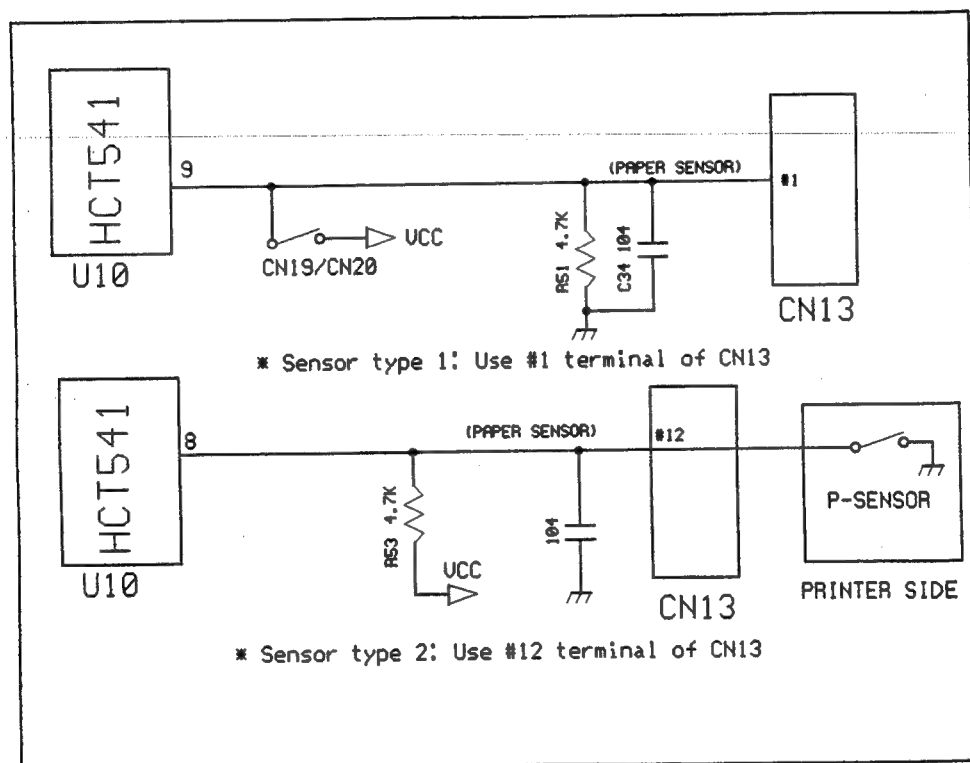 HCT541
9
(PAPER SENSOR)
#1
VCC
CN19/CN20
R51 4.7K
C34 104
U10
CN13
* Sensor type 1: Use #1 terminal of CN13
HCT541
8
(PAPER SENSOR)
#12
R53 4.7K
104
P-SENSOR
VCC
U10
CN13
PRINTER SIDE
* Sensor type 2: Use #12 terminal of CN13